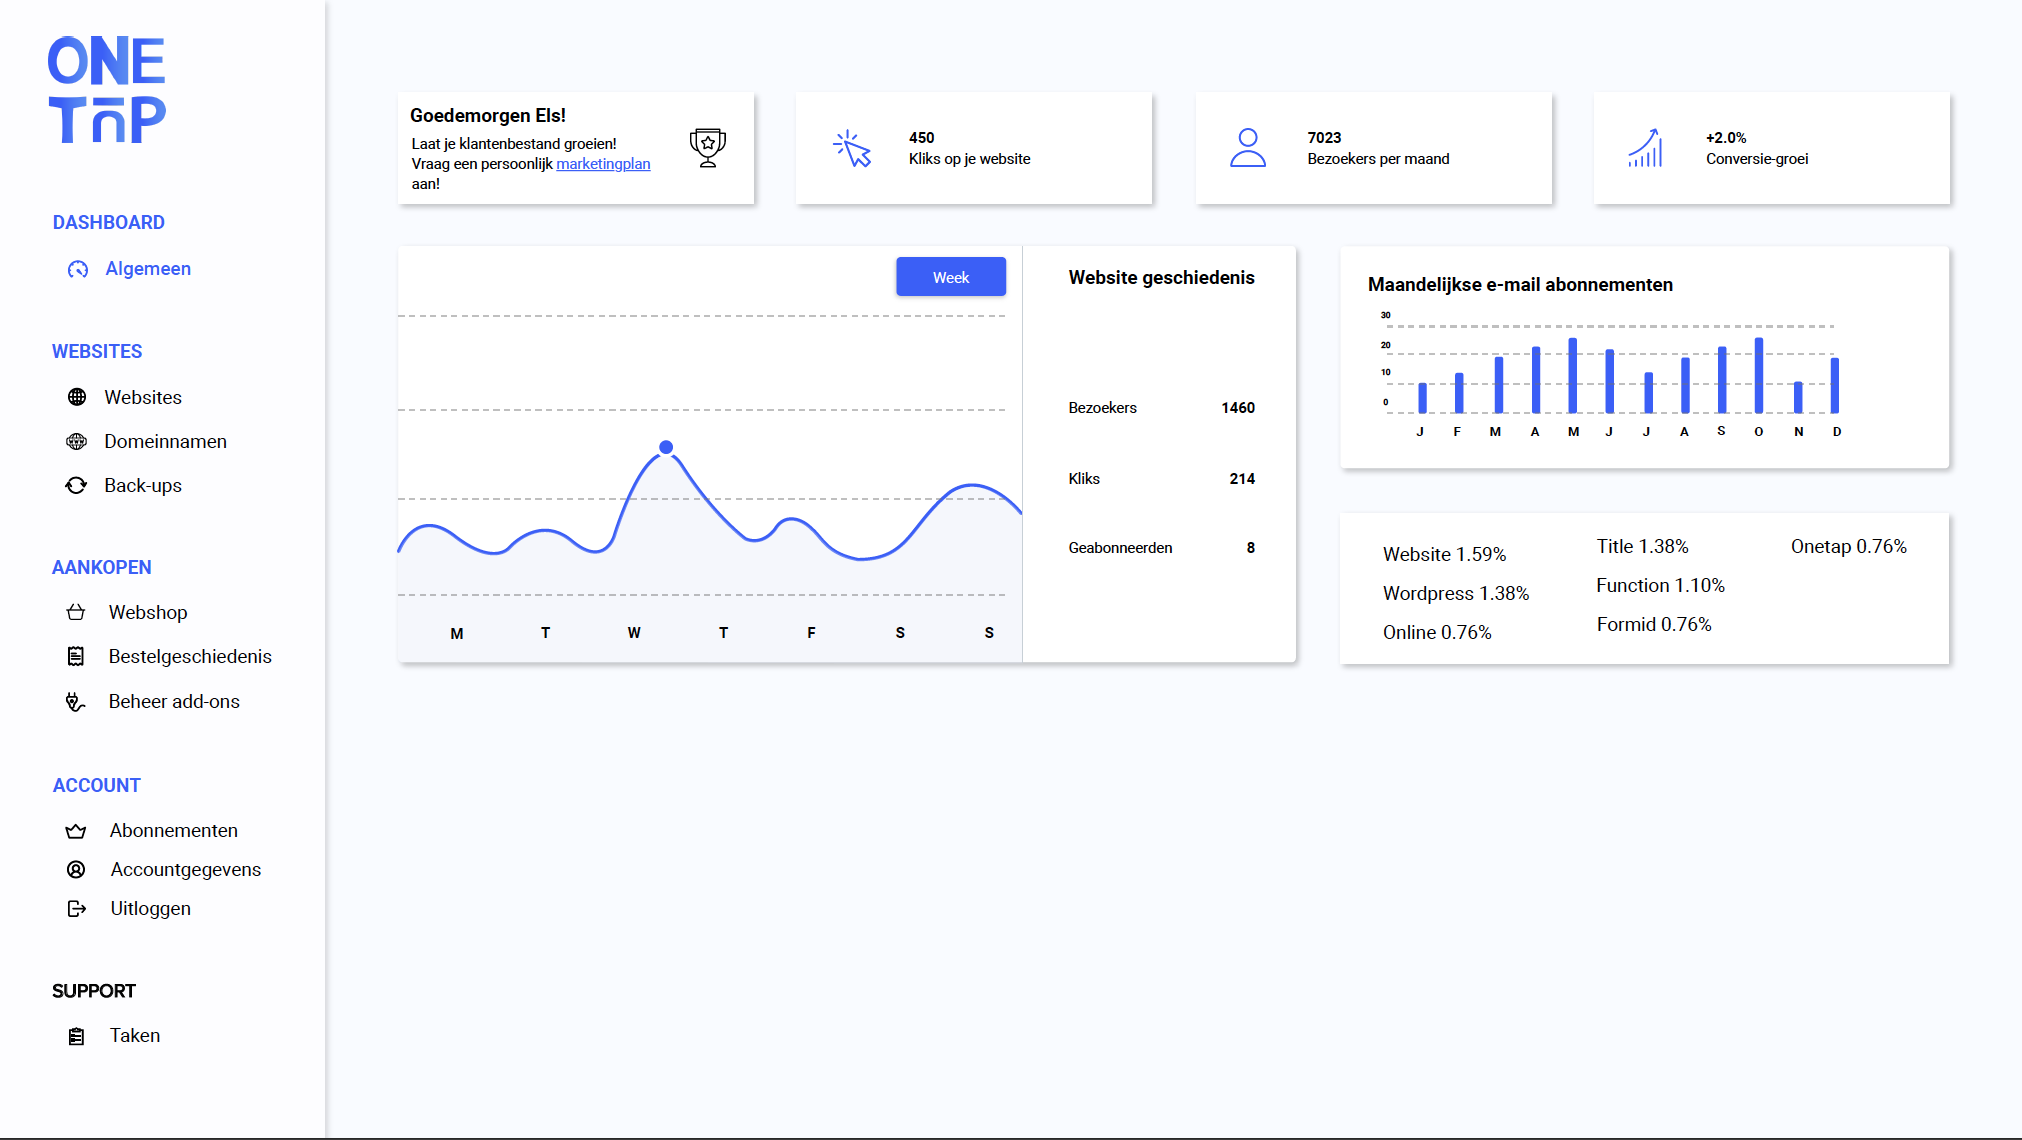 ONE
TAP
DASHBOARD
Algemeen
WEBSITES
Websites
Domeinnamen
Back-ups
AANKOPEN
Webshop
Bestelgeschiedenis
Beheer add-ons
ACCOUNT
Abonnementen
Accountgegevens
Uitloggen
SUPPORT
Taken
Goedemorgen Els!
Laat je klantenbestand groeien!
Vraag een persoonlijk marketingplan
aan!
450
Kliks op je website
7023
Bezoekers per maand
+2.0%
Conversie-groei
Week
M T W T F S S
Website geschiedenis
Bezoekers 1460
Kliks 214
Geabonneerden 8
Maandelijkse e-mail abonnementen
30
20
10
0
J F M A M J J A S O N D
Website 1.59%
Wordpress 1.38%
Online 0.76%
Title 1.38%
Function 1.10%
Formid 0.76%
Onetap 0.76%